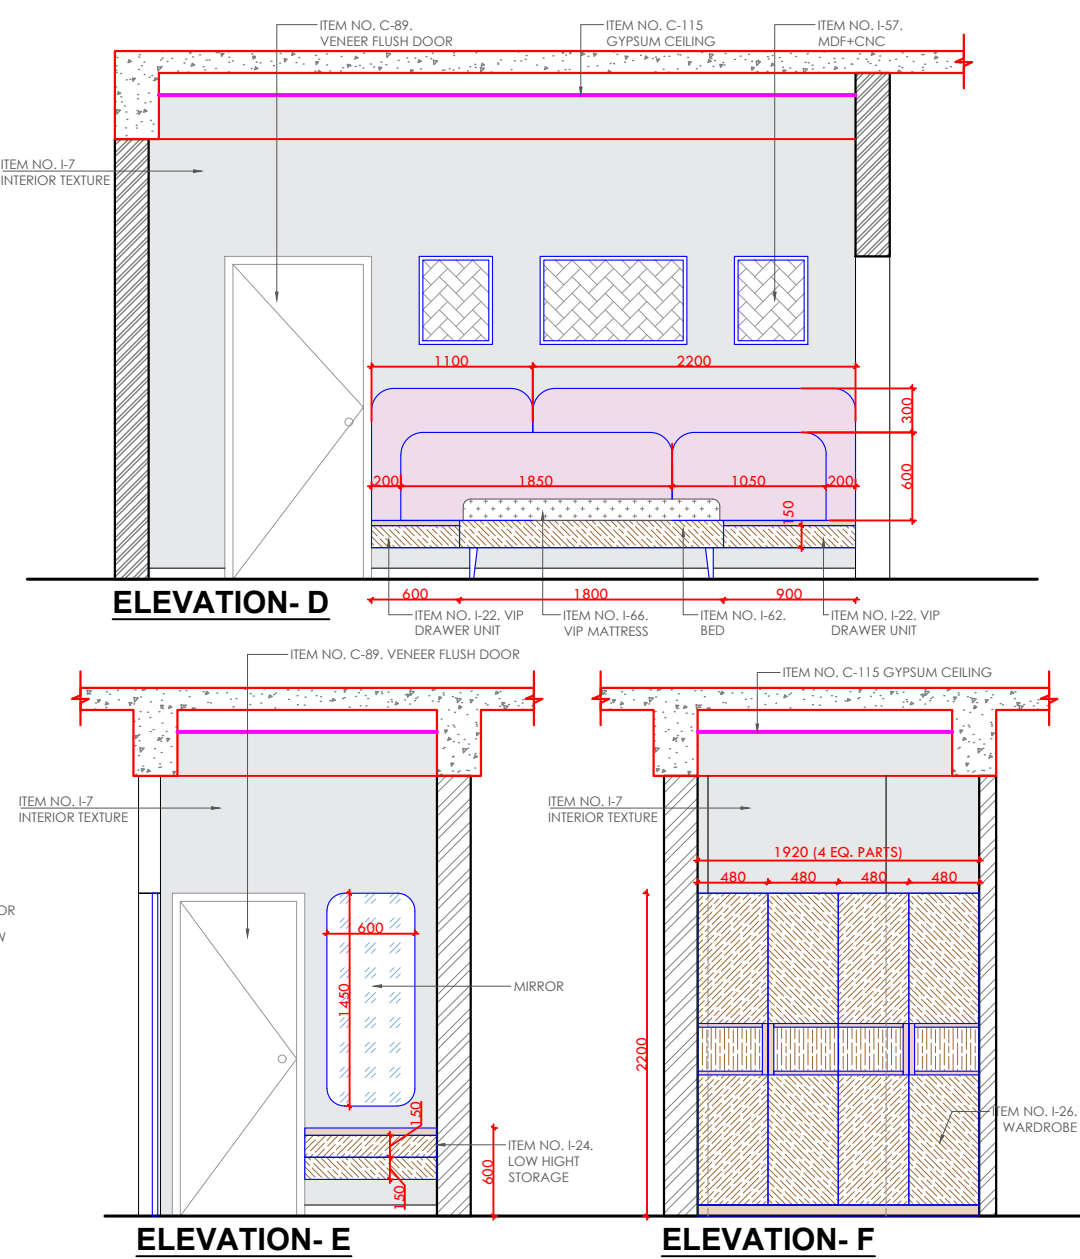 ITEM NO. C-89.
VENEER FLUSH DOOR
ITEM NO. C-115
GYPSUM CEILING
ITEM NO. I-57.
MDF+CNC
ITEM NO. I-7
INTERIOR TEXTURE
1100
2200
300
600
200
1850
1050
200
150
600
1800
900
ELEVATION- D
ITEM NO. I-22. VIP
DRAWER UNIT
ITEM NO. I-66.
VIP MATTRESS
ITEM NO. I-62.
BED
ITEM NO. I-22. VIP
DRAWER UNIT
ITEM NO. C-89. VENEER FLUSH DOOR
ITEM NO. I-7
INTERIOR TEXTURE
OR
W
600
1450
MIRROR
150
150
600
ITEM NO. I-24.
LOW HIGHT
STORAGE
ELEVATION- E
ITEM NO. C-115 GYPSUM CEILING
ITEM NO. I-7
INTERIOR TEXTURE
1920 (4 EQ. PARTS)
480
480
480
480
2200
ITEM NO. I-26.
WARDROBE
ELEVATION- F